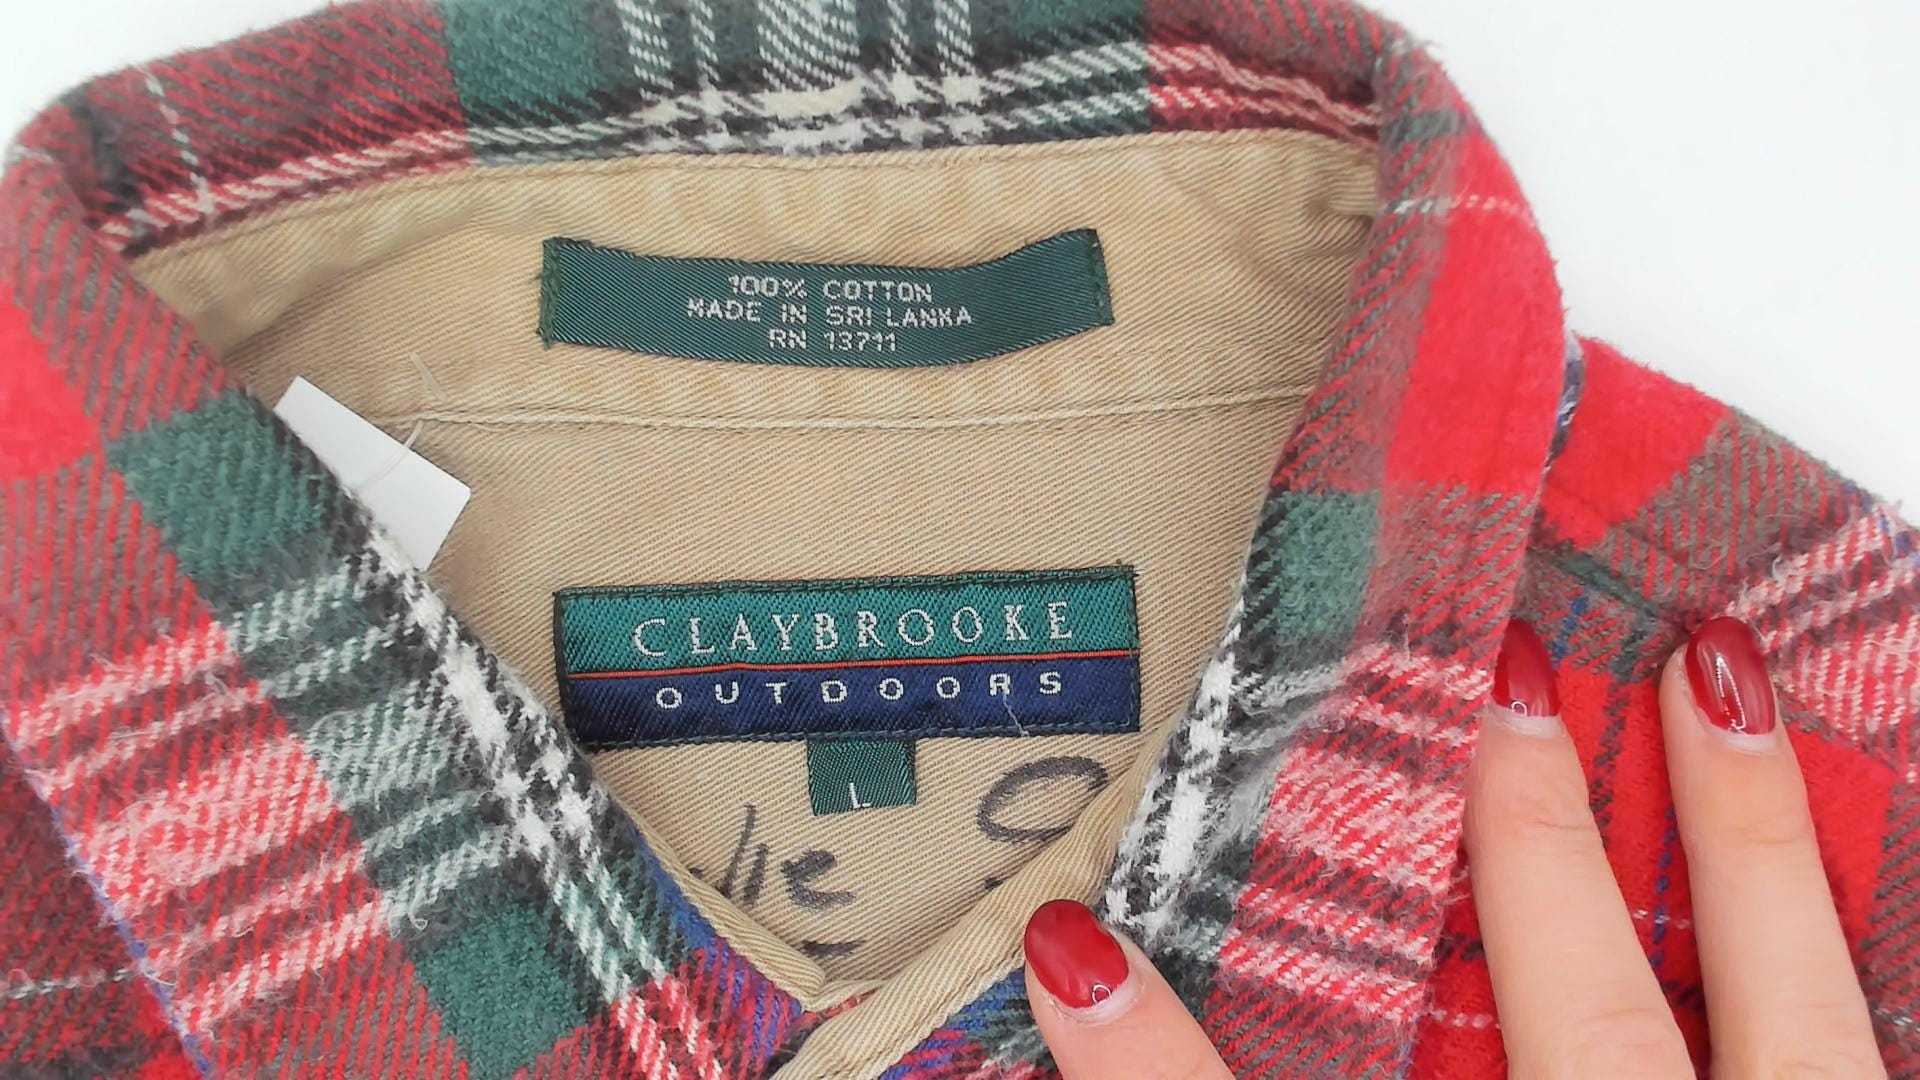 100% COTTON
MADE IN SRI LANKA
RN 13711
CLAYBROOKE
OUTDOORS
L